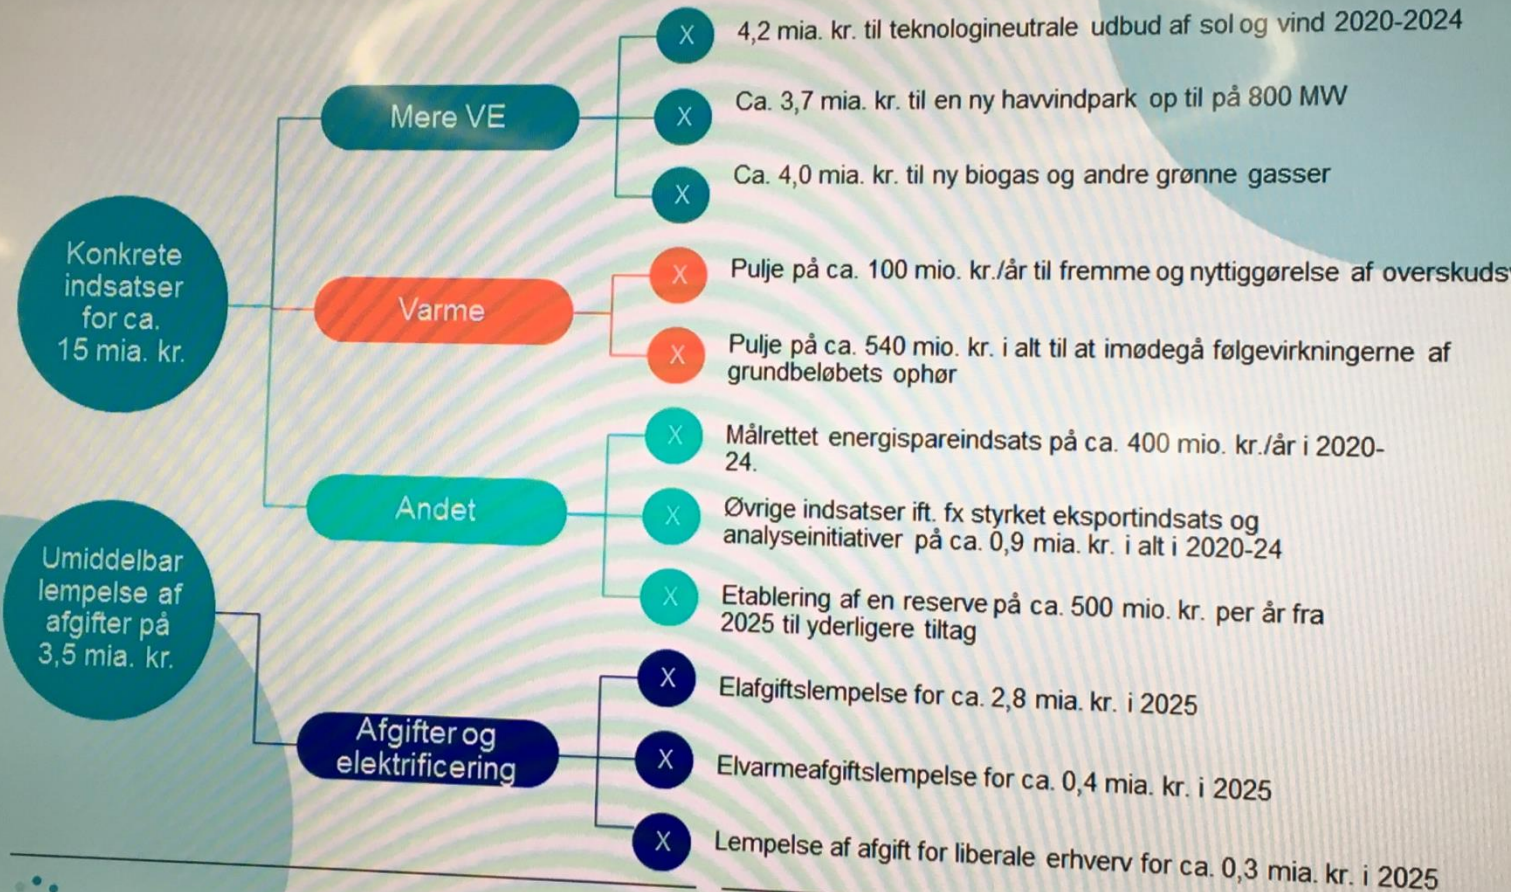 Konkrete
indsatser
for ca.
15 mia. kr.
Mere VE
X
4,2 mia. kr. til teknologineutrale udbud af sol og vind 2020-2024
X
Ca. 3,7 mia. kr. til en ny havvindpark op til på 800 MW
X
Ca. 4,0 mia. kr. til ny biogas og andre grønne gasser
Varme
X
Pulje på ca. 100 mio. kr./år til fremme og nyttiggørelse af overskuds
X
Pulje på ca. 540 mio. kr. i alt til at imødegå følgevirkningerne af
grundbeløbets ophør
Andet
X
Målrettet energispareindsats på ca. 400 mio. kr./år i 2020-
24.
X
Øvrige indsatser ift. fx styrket eksportindsats og
analyseinitiativer på ca. 0,9 mia. kr. i alt i 2020-24
X
Etablering af en reserve på ca. 500 mio. kr. per år fra
2025 til yderligere tiltag
Umiddelbar
lempelse af
afgifter på
3,5 mia. kr.
Afgifter og
elektrificering
X
Elafgiftslempelse for ca. 2,8 mia. kr. i 2025
X
Elvarmeafgiftslempelse for ca. 0,4 mia. kr. i 2025
X
Lempelse af afgift for liberale erhverv for ca. 0,3 mia. kr. i 2025